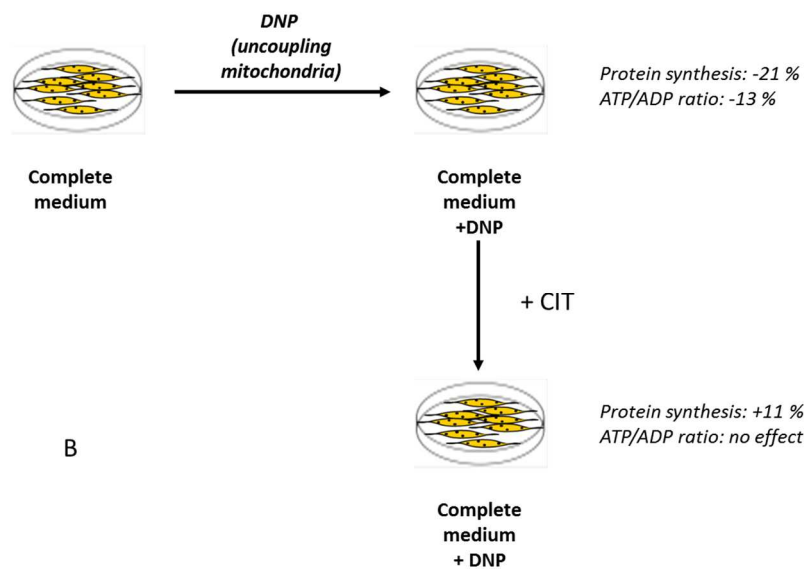 DNP
(uncoupling
mitochondria)
Protein synthesis: -21 %
ATP/ADP ratio: -13 %
Complete
medium
Complete
medium
+DNP
+ CIT
Protein synthesis: +11 %
ATP/ADP ratio: no effect
B
Complete
medium
+ DNP